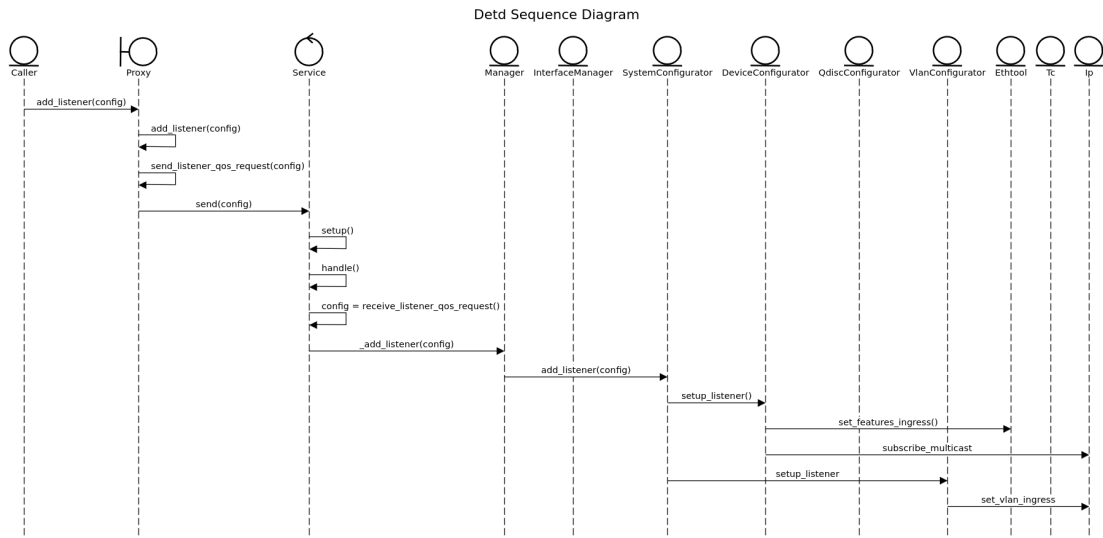 Detd Sequence Diagram
Caller
Proxy
Service
Manager
InterfaceManager
SystemConfigurator
DeviceConfigurator
QdiscConfigurator
VlanConfigurator
Ethtool
Tc
Ip
add_listener(config)
add_listener(config)
send_listener_qos_request(config)
send(config)
setup()
handle()
config = receive_listener_qos_request()
_add_listener(config)
add_listener(config)
setup_listener()
set_features_ingress()
subscribe_multicast
setup_listener
set_vlan_ingress